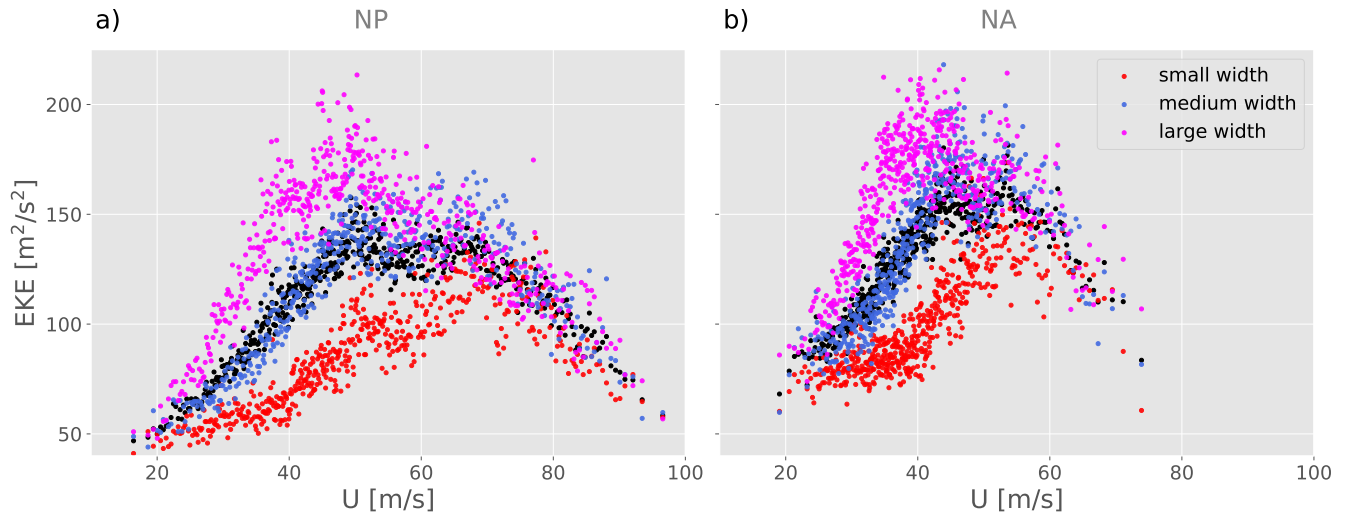 a) NP
b) NA
200
150
100
50
EKE [m²/s²]
20 40 60 80 100
U [m/s]
small width
medium width
large width
20 40 60 80 100
U [m/s]